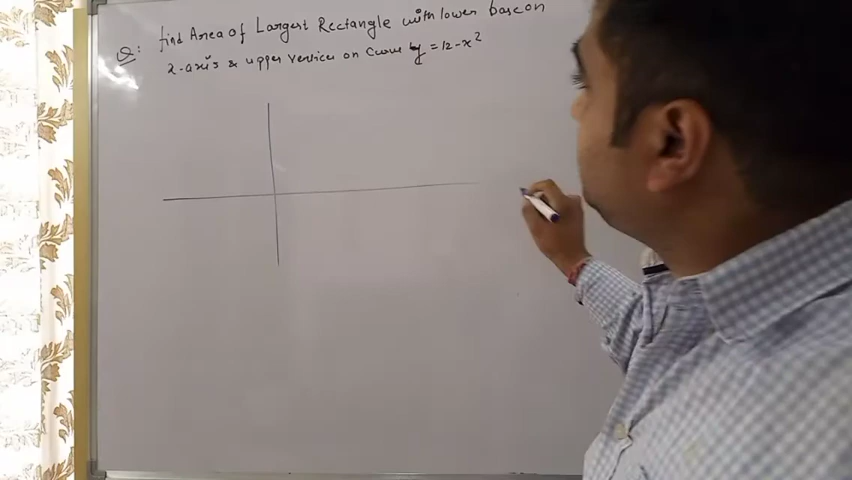 Q: find Area of Largest Rectangle with lower base on
x-axis & upper vertices on curve y = 12-x²